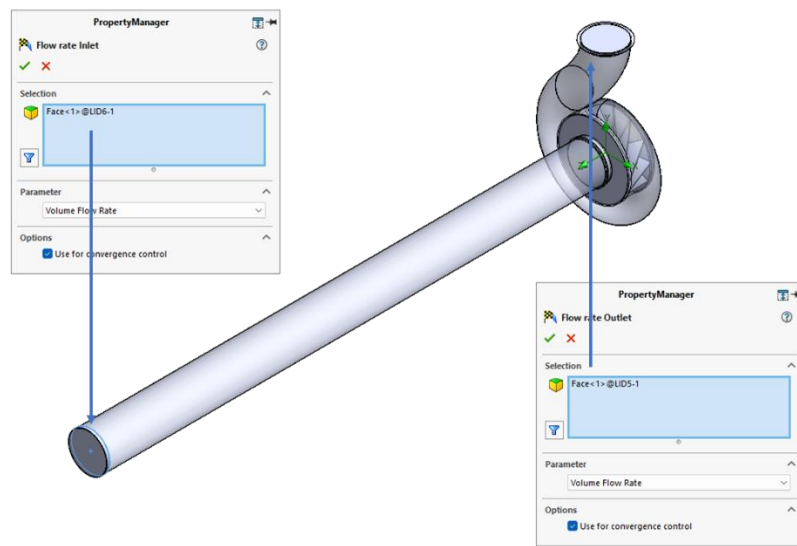 PropertyManager
Flow rate Inlet
Selection
Face<1>@LID6-1
Parameter
Volume Flow Rate
Options
Use for convergence control
Y
Z
X
PropertyManager
Flow rate Outlet
Selection
Face<1>@LID5-1
Parameter
Volume Flow Rate
Options
Use for convergence control